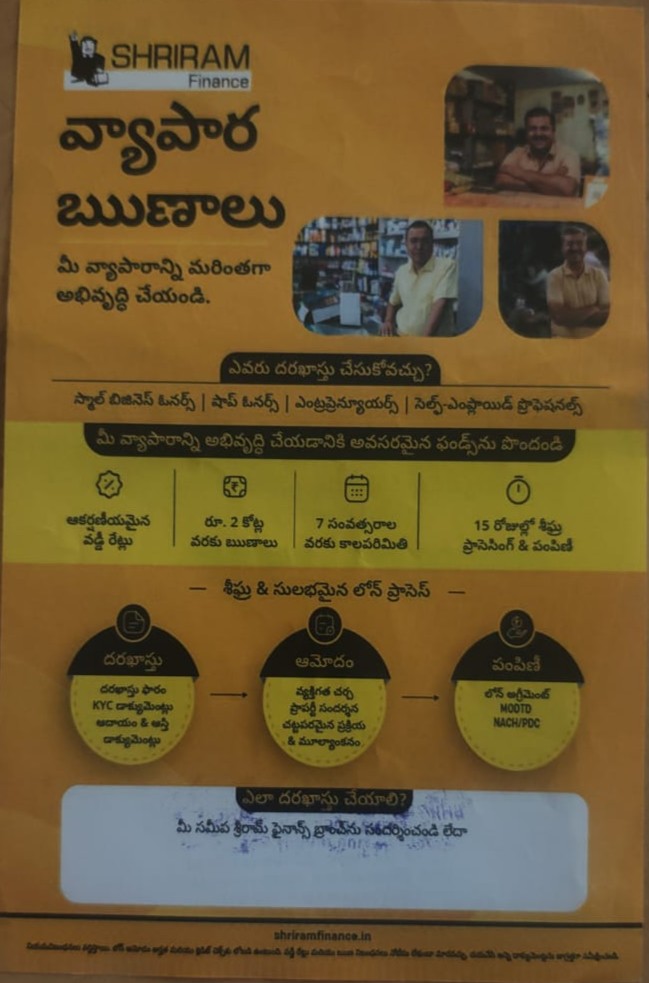 SHRIRAM
Finance
వ్యాపార
ఋణాలు
మీ వ్యాపారాన్ని మరింతగా
అభివృద్ధి చేయండి.
ఎవరు దరఖాస్తు చేసుకోవచ్చు?
స్మాల్ బిజినెస్ ఓనర్స్ | షాప్ ఓనర్స్ | ఎంట్రప్రెన్యూయర్స్ | సెల్ఫ్-ఎంప్లాయిడ్ ప్రొఫెషనల్స్
మీ వ్యాపారాన్ని అభివృద్ధి చేయడానికి అవసరమైన ఫండ్స్‌ను పొందండి
ఆకర్షణీయమైన
వడ్డీ రేట్లు
రూ. 2 కోట్ల
వరకు ఋణాలు
7 సంవత్సరాల
వరకు కాలపరిమితి
15 రోజుల్లో శీఘ్ర
ప్రాసెసింగ్ & పంపిణీ
శీఘ్ర & సులభమైన లోన్ ప్రాసెస్
దరఖాస్తు
దరఖాస్తు ఫారం
KYC డాక్యుమెంట్లు
ఆదాయం & ఆస్తి
డాక్యుమెంట్లు
ఆమోదం
వ్యక్తిగత చర్చ
ప్రాపర్టీ సందర్శన
చట్టపరమైన ప్రక్రియ
& మూల్యాంకనం
పంపిణీ
లోన్ అగ్రిమెంట్
MODTD
NACH/PDC
ఎలా దరఖాస్తు చేయాలి?
మీ సమీప శ్రీరామ్ ఫైనాన్స్ బ్రాంచ్‌ను సందర్శించండి లేదా
shriramfinance.in